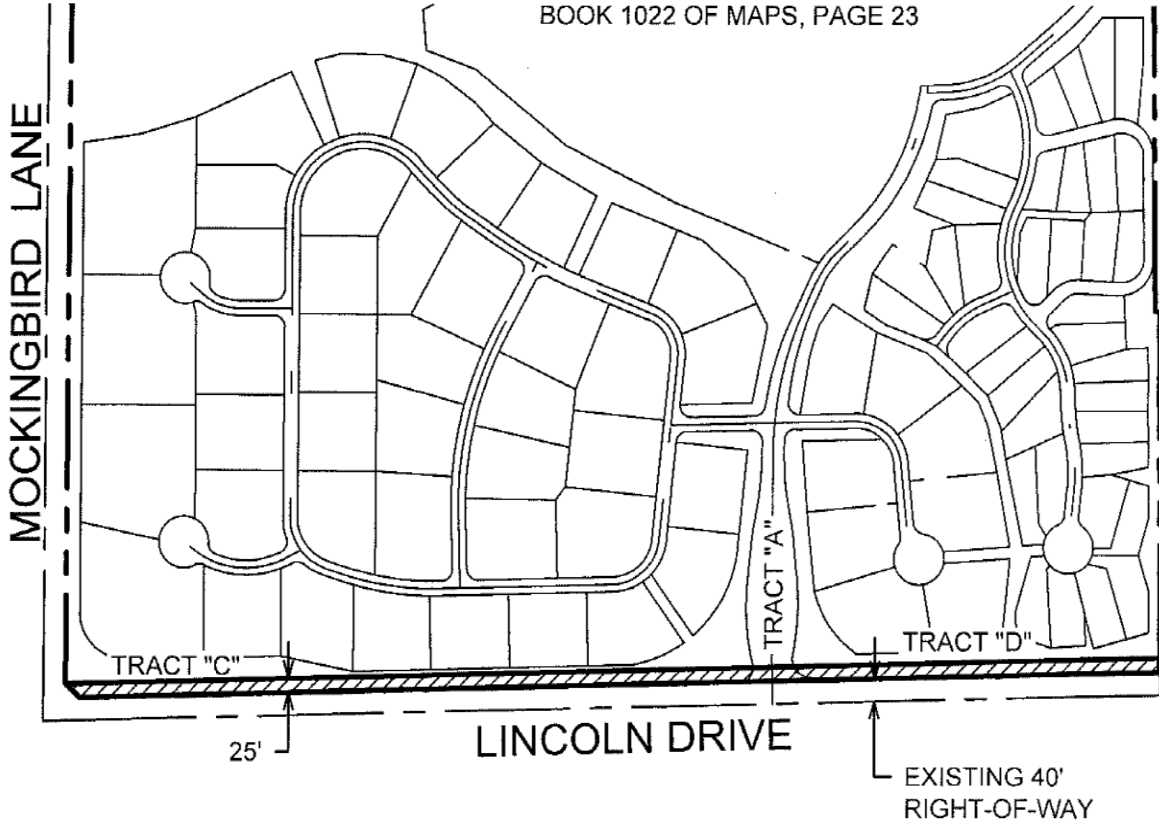 BOOK 1022 OF MAPS, PAGE 23
MOCKINGBIRD LANE
TRACT "A"
TRACT "C"
TRACT "D"
25'
LINCOLN DRIVE
EXISTING 40'
RIGHT-OF-WAY